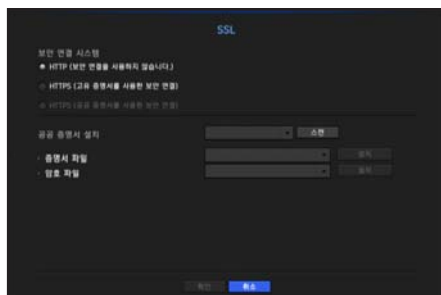 SSL
보안 연결 시스템
HTTP (보안 연결을 사용하지 않습니다.)
HTTPS (고유 증명서를 사용한 보안 연결)
HTTPS (공공 증명서를 사용한 보안 연결)
공공 증명서 설치
스캔
증명서 파일
설치
암호 파일
설치
확인
취소